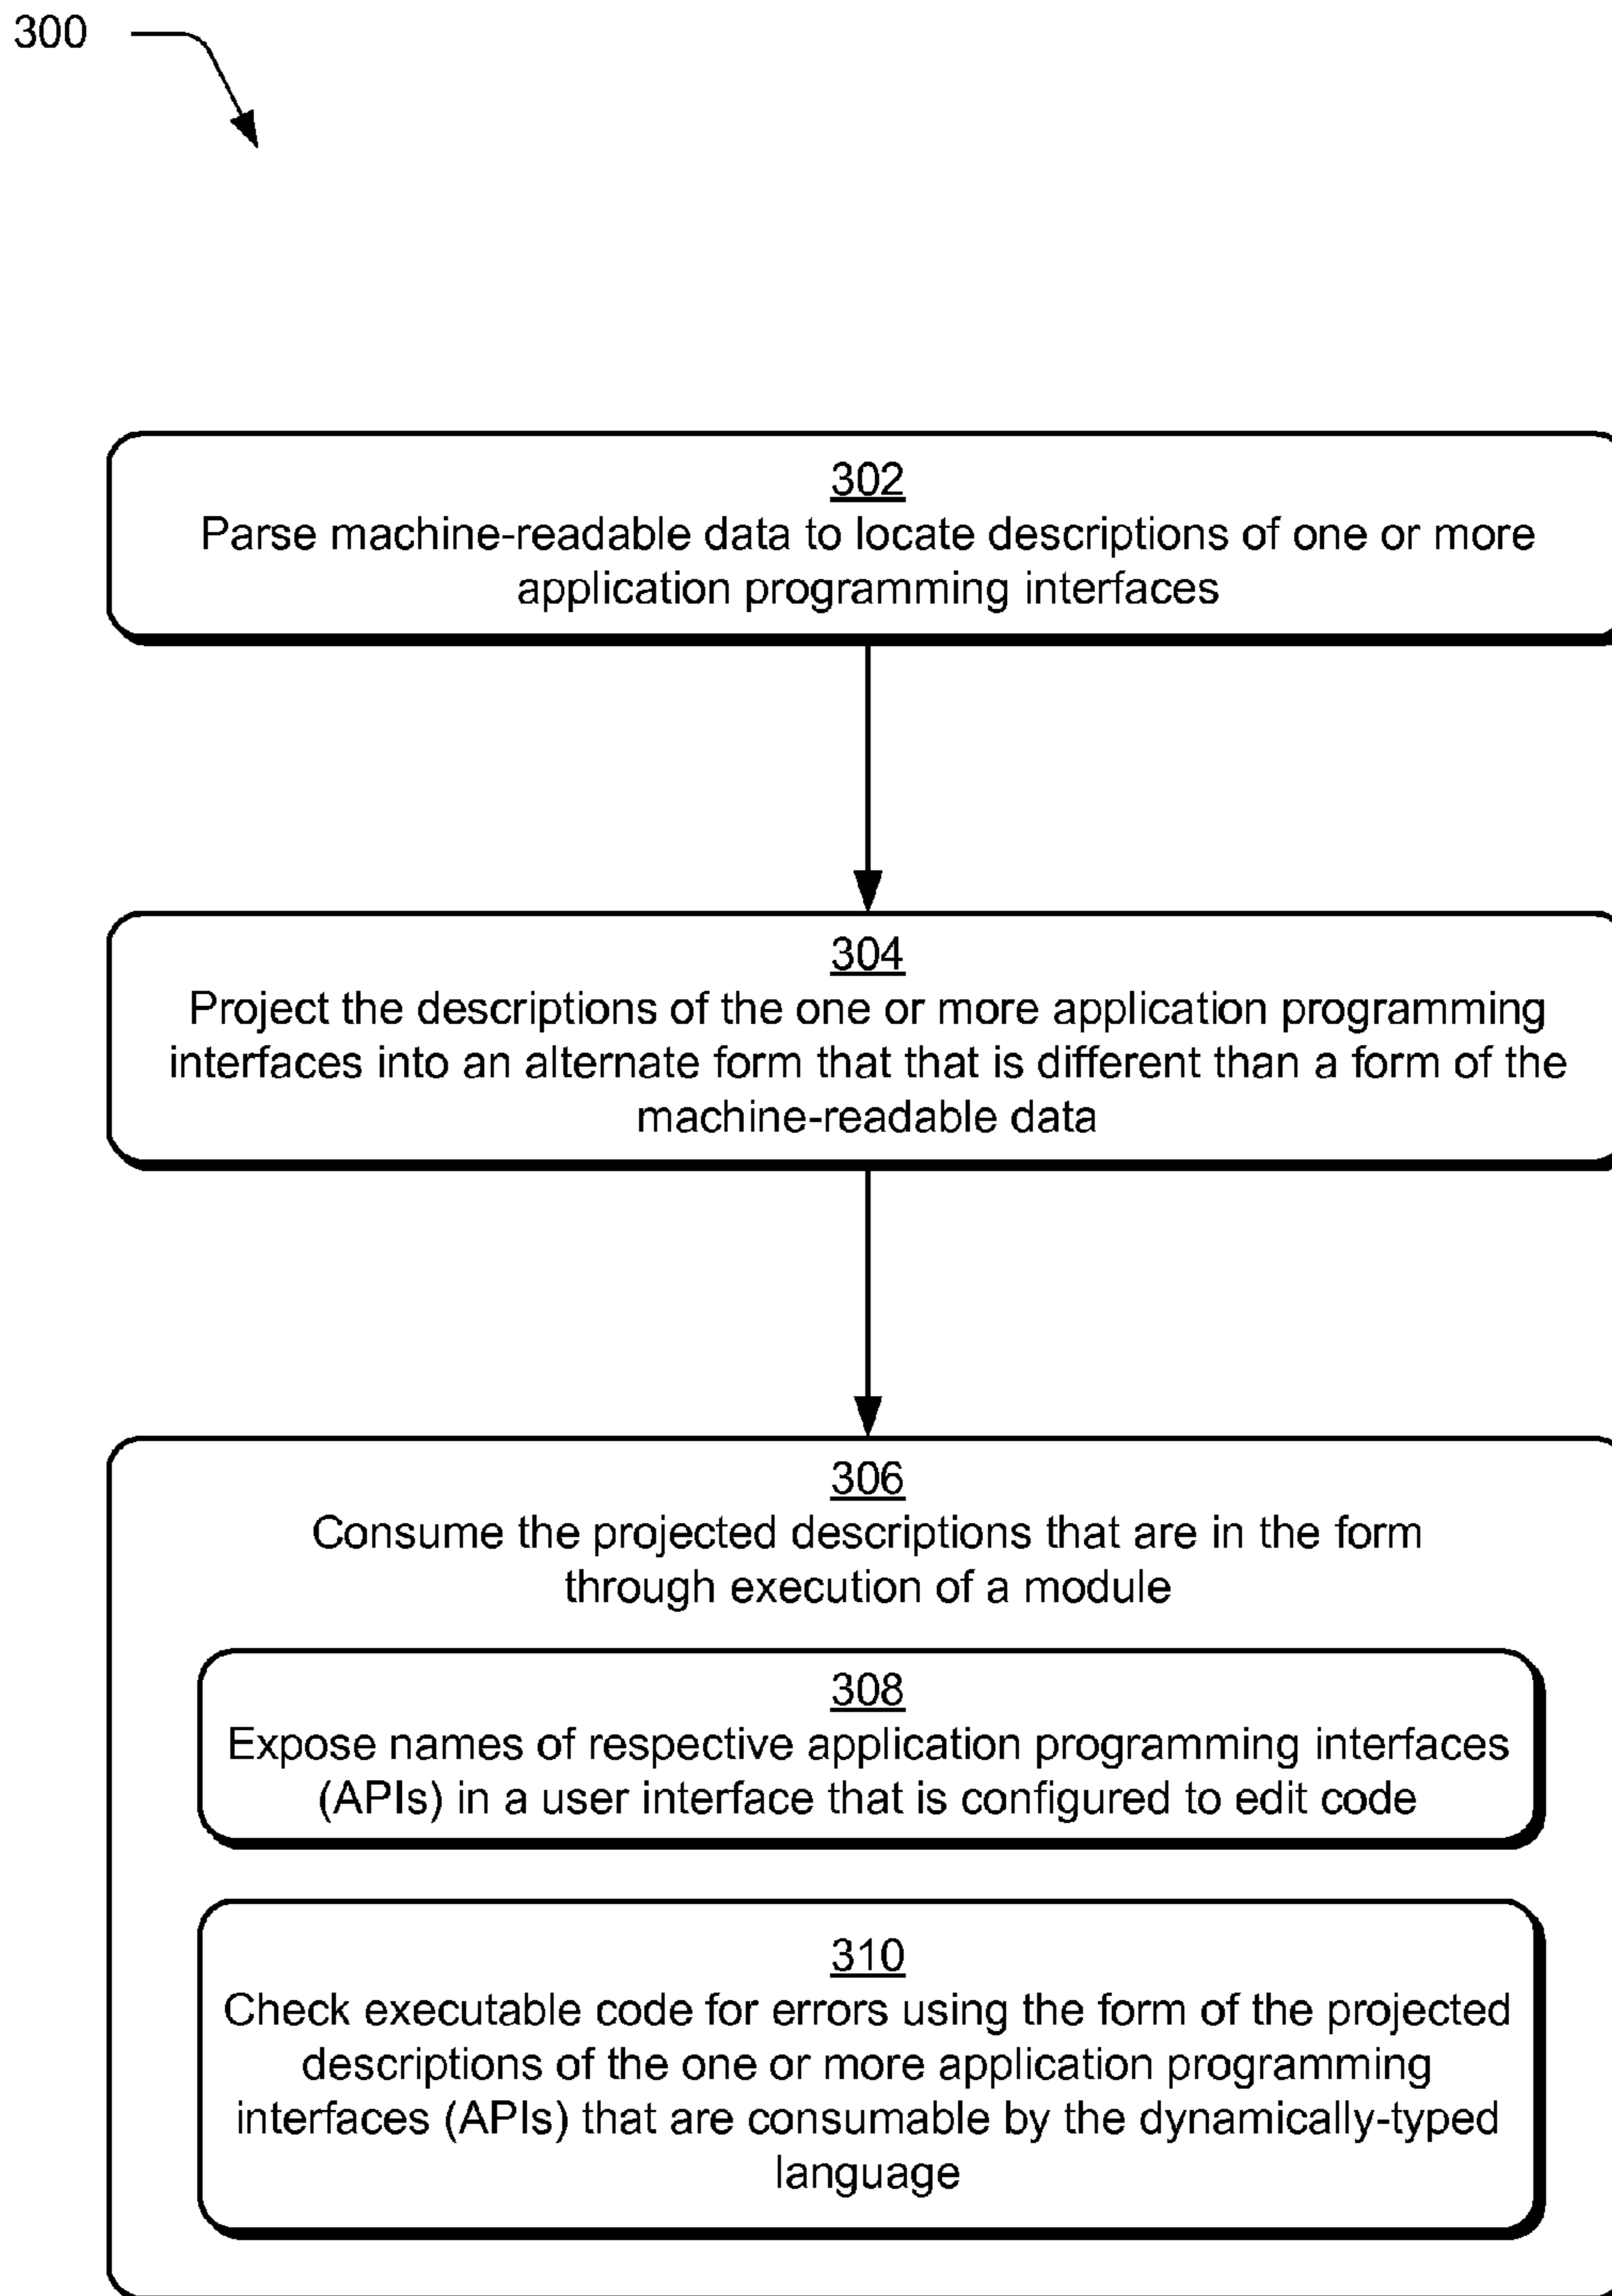 300
302
Parse machine-readable data to locate descriptions of one or more
application programming interfaces
304
Project the descriptions of the one or more application programming
interfaces into an alternate form that that is different than a form of the
machine-readable data
306
Consume the projected descriptions that are in the form
through execution of a module
308
Expose names of respective application programming interfaces
(APIs) in a user interface that is configured to edit code
310
Check executable code for errors using the form of the projected
descriptions of the one or more application programming
interfaces (APIs) that are consumable by the dynamically-typed
language